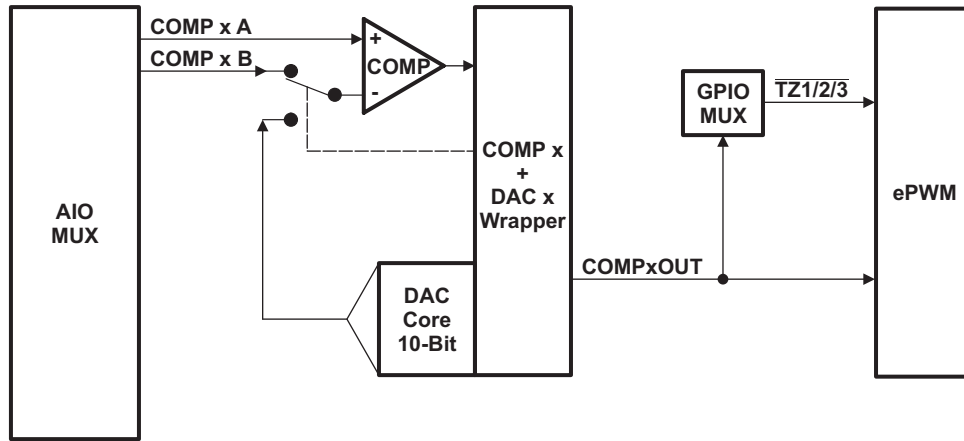 AIO
MUX
COMP x A
COMP x B
+
COMP
-
COMP x
+
DAC x
Wrapper
DAC
Core
10-Bit
COMPxOUT
GPIO
MUX
TZ1/2/3
ePWM